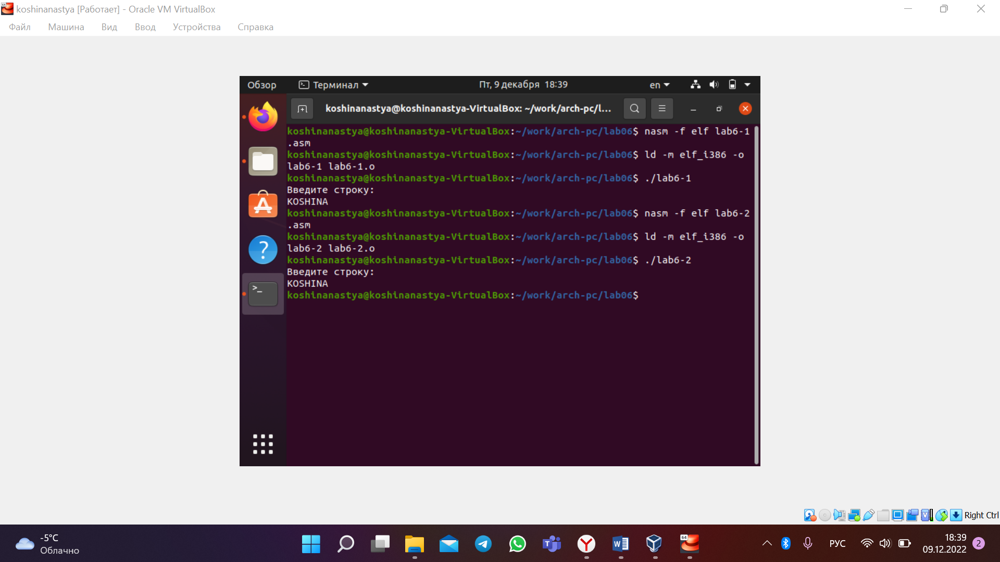 koshinanastya [Работает] - Oracle VM VirtualBox
Файл Машина Вид Ввод Устройства Справка
Обзор Терминал Пт, 9 декабря 18:39 en
koshinanastya@koshinanastya-VirtualBox: ~/work/arch-pc/l...
koshinanastya@koshinanastya-VirtualBox:~/work/arch-pc/lab06$ nasm -f elf lab6-1
.asm
koshinanastya@koshinanastya-VirtualBox:~/work/arch-pc/lab06$ ld -m elf_i386 -o
lab6-1 lab6-1.o
koshinanastya@koshinanastya-VirtualBox:~/work/arch-pc/lab06$ ./lab6-1
Введите строку:
KOSHINA
koshinanastya@koshinanastya-VirtualBox:~/work/arch-pc/lab06$ nasm -f elf lab6-2
.asm
koshinanastya@koshinanastya-VirtualBox:~/work/arch-pc/lab06$ ld -m elf_i386 -o
lab6-2 lab6-2.o
koshinanastya@koshinanastya-VirtualBox:~/work/arch-pc/lab06$ ./lab6-2
Введите строку:
KOSHINA
koshinanastya@koshinanastya-VirtualBox:~/work/arch-pc/lab06$
Right Ctrl
-5°C
Облачно
64
РУС
18:39
09.12.2022
2